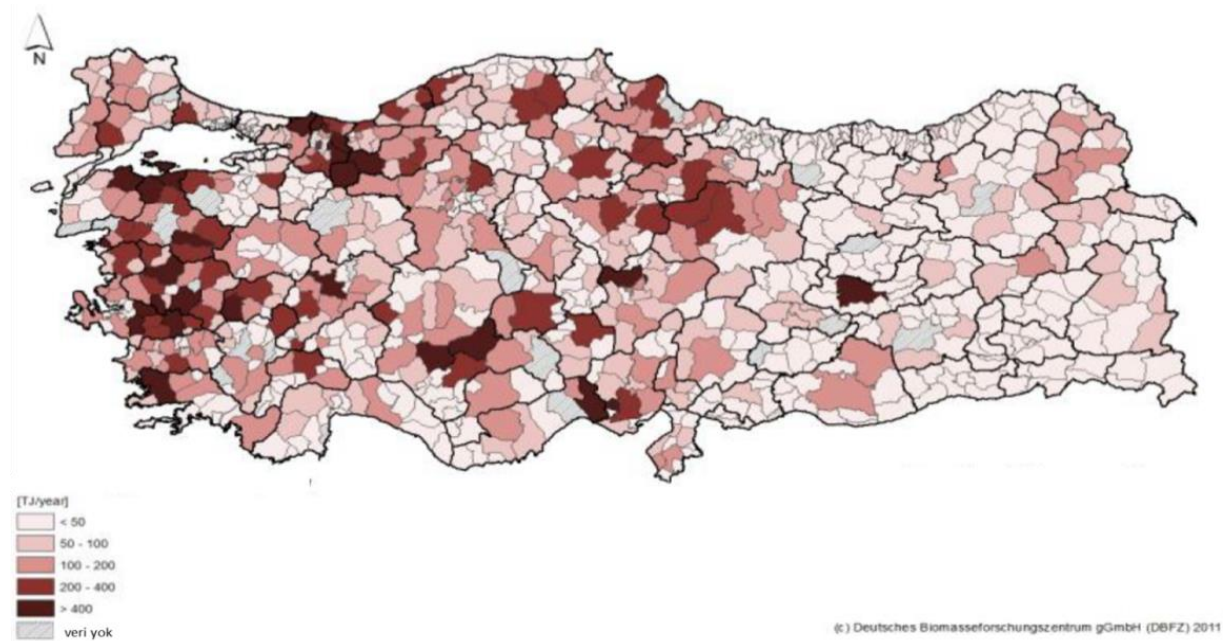 N
[TJ/year]
< 50
50 - 100
100 - 200
200 - 400
> 400
veri yok
(c) Deutsches Biomasseforschungszentrum gGmbH (DBFZ) 2011